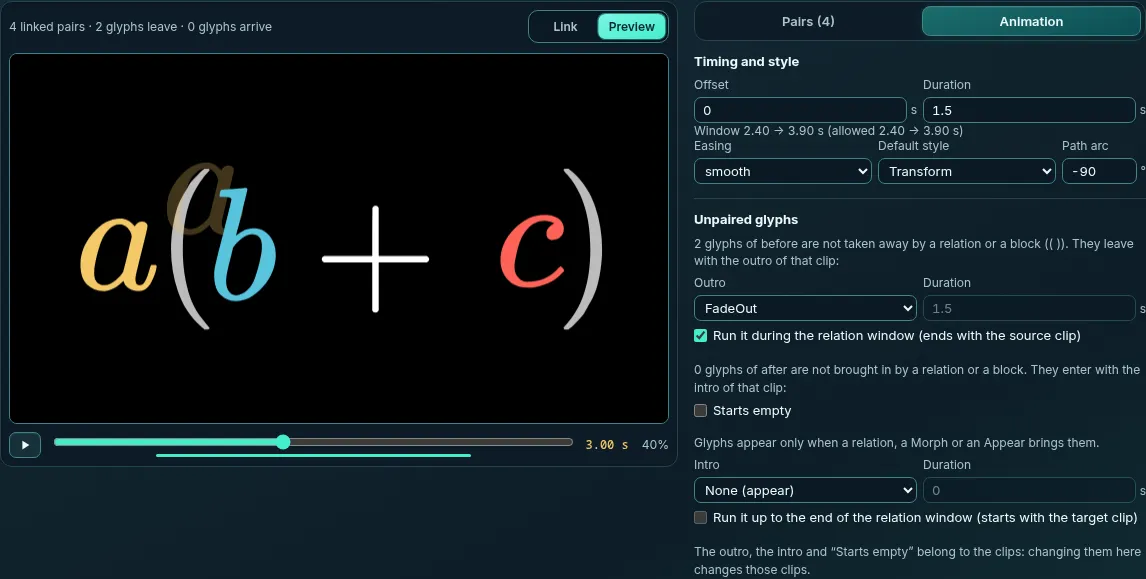 4 linked pairs · 2 glyphs leave · 0 glyphs arrive
Link
Preview
a a(b + c)
3.00 s
40%
Pairs (4)
Animation
Timing and style
Offset
Duration
0
s
1.5
s
Window 2.40 → 3.90 s (allowed 2.40 → 3.90 s)
Easing
Default style
Path arc
smooth
Transform
-90
°
Unpaired glyphs
2 glyphs of before are not taken away by a relation or a block (( )). They leave
with the outro of that clip:
Outro
Duration
FadeOut
1.5
s
Run it during the relation window (ends with the source clip)
0 glyphs of after are not brought in by a relation or a block. They enter with the
intro of that clip:
Starts empty
Glyphs appear only when a relation, a Morph or an Appear brings them.
Intro
Duration
None (appear)
0
s
Run it up to the end of the relation window (starts with the target clip)
The outro, the intro and “Starts empty” belong to the clips: changing them here
changes those clips.